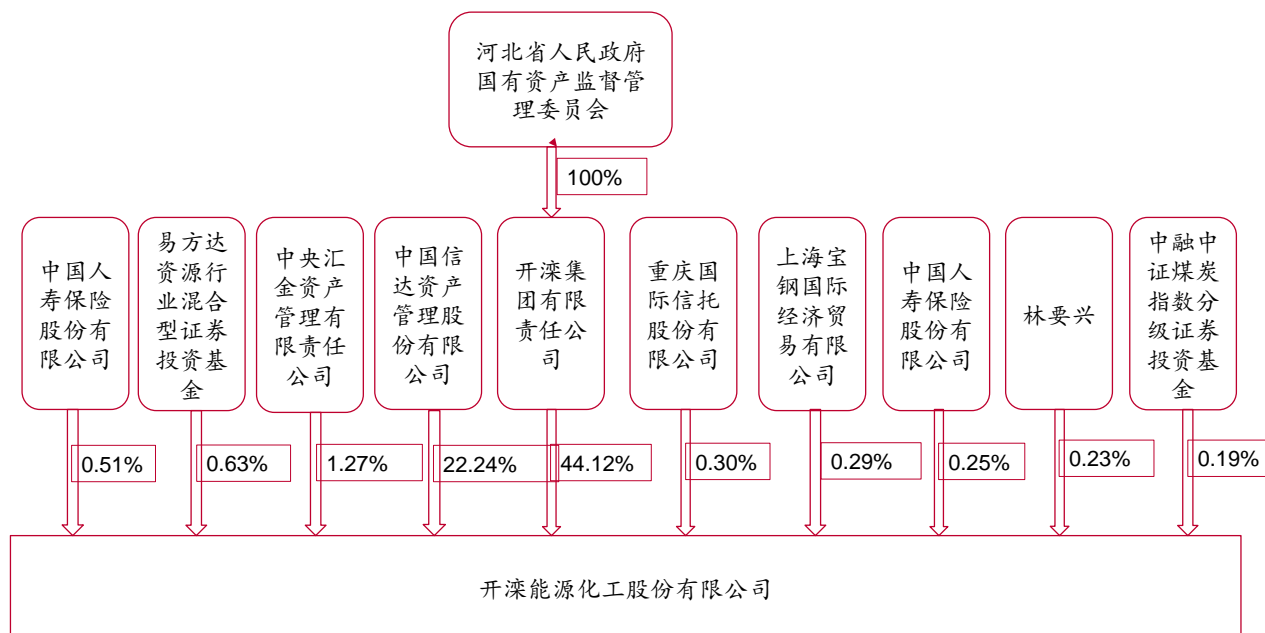 河北省人民政府
国有资产监督管
理委员会
100%
中国人
寿保险
股份有
限公司
易方达
资源行
业混合
型证券
投资基
金
中央汇
金资产
管理有
限责任
公司
中国信
达资产
管理股
份有限
公司
开滦集
团有限
责任公
司
重庆国
际信托
股份有
限公司
上海宝
钢国际
经济贸
易有限
公司
中国人
寿保险
股份有
限公司
林要兴
中融中
证煤炭
指数分
级证券
投资基
金
0.51%
0.63%
1.27%
22.24%
44.12%
0.30%
0.29%
0.25%
0.23%
0.19%
开滦能源化工股份有限公司